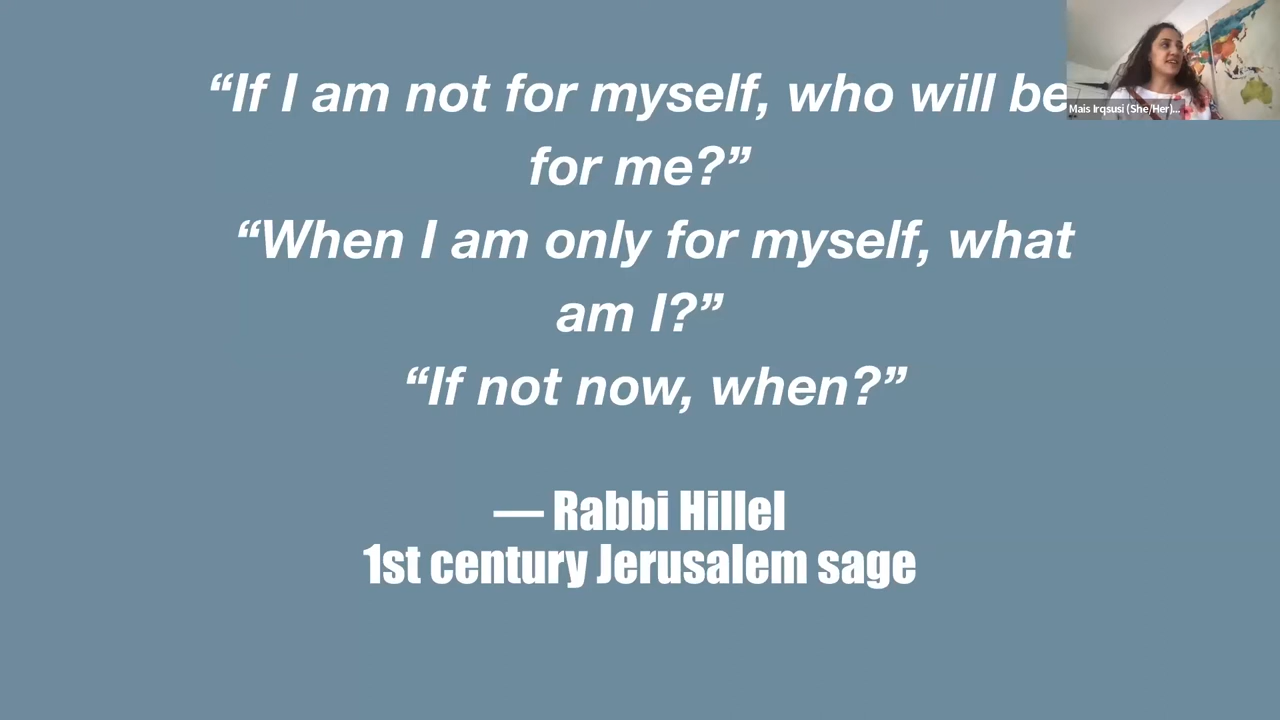 “If I am not for myself, who will be
for me?”
“When I am only for myself, what
am I?”
“If not now, when?”
— Rabbi Hillel
1st century Jerusalem sage
Mais Irqsusi (She/Her)...